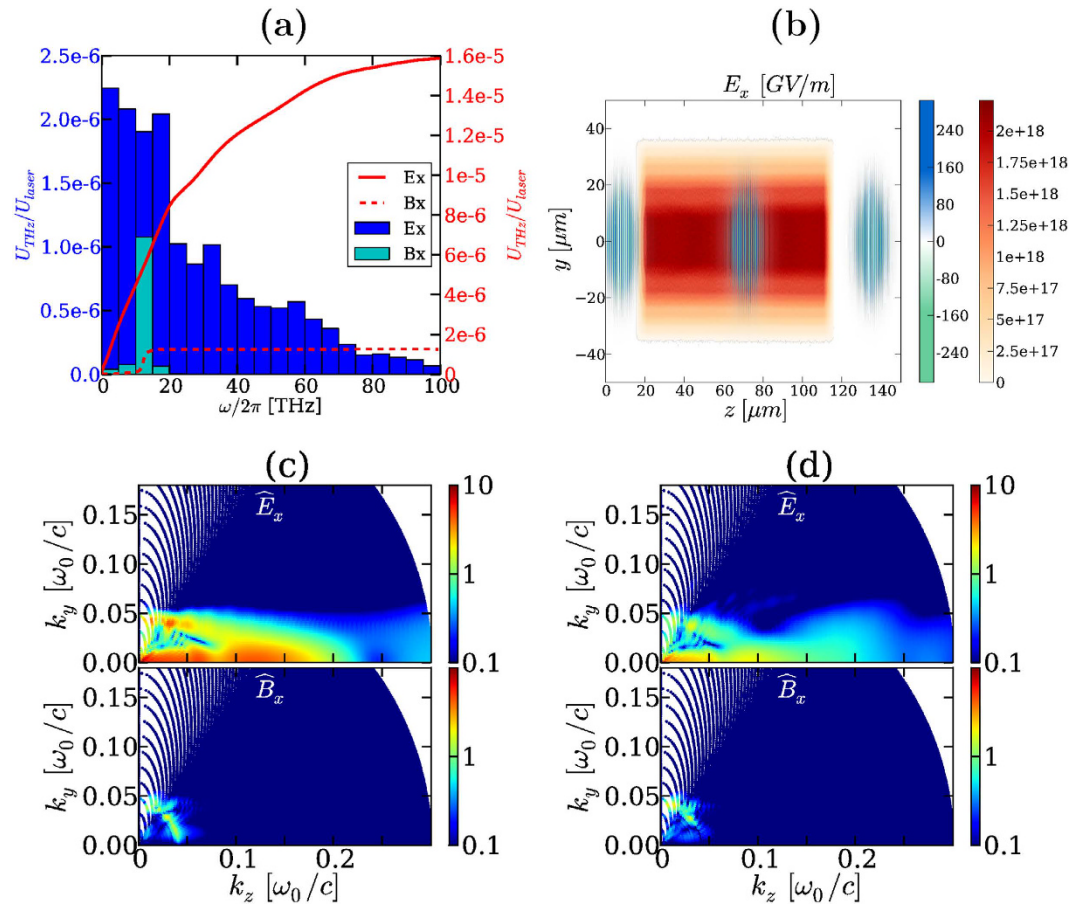 (a)
2.5e-6
2.0e-6
1.5e-6
1.0e-6
0.5e-6
0.0
U_THz/U_laser
1.6e-5
1.4e-5
1.2e-5
1e-5
8e-6
6e-6
4e-6
2e-6
0
U_THz/U_laser
Ex
Bx
Ex
Bx
0 20 40 60 80 100
ω/2π [THz]
(b)
E_x [GV/m]
40
20
0
−20
−40
y [μm]
0 20 40 60 80 100 120 140
z [μm]
240
160
80
0
−80
−160
−240
2e+18
1.75e+18
1.5e+18
1.25e+18
1e+18
7.5e+17
5e+17
2.5e+17
0
(c)
Ê_x
0.15
0.10
0.05
0.00
k_y [ω_0/c]
10
1
0.1
B̂_x
0.15
0.10
0.05
0.00
k_y [ω_0/c]
1
0.1
0 0.1 0.2
k_z [ω_0/c]
(d)
Ê_x
0.15
0.10
0.05
0.00
k_y [ω_0/c]
10
1
0.1
B̂_x
0.15
0.10
0.05
0.00
k_y [ω_0/c]
1
0.1
0 0.1 0.2
k_z [ω_0/c]